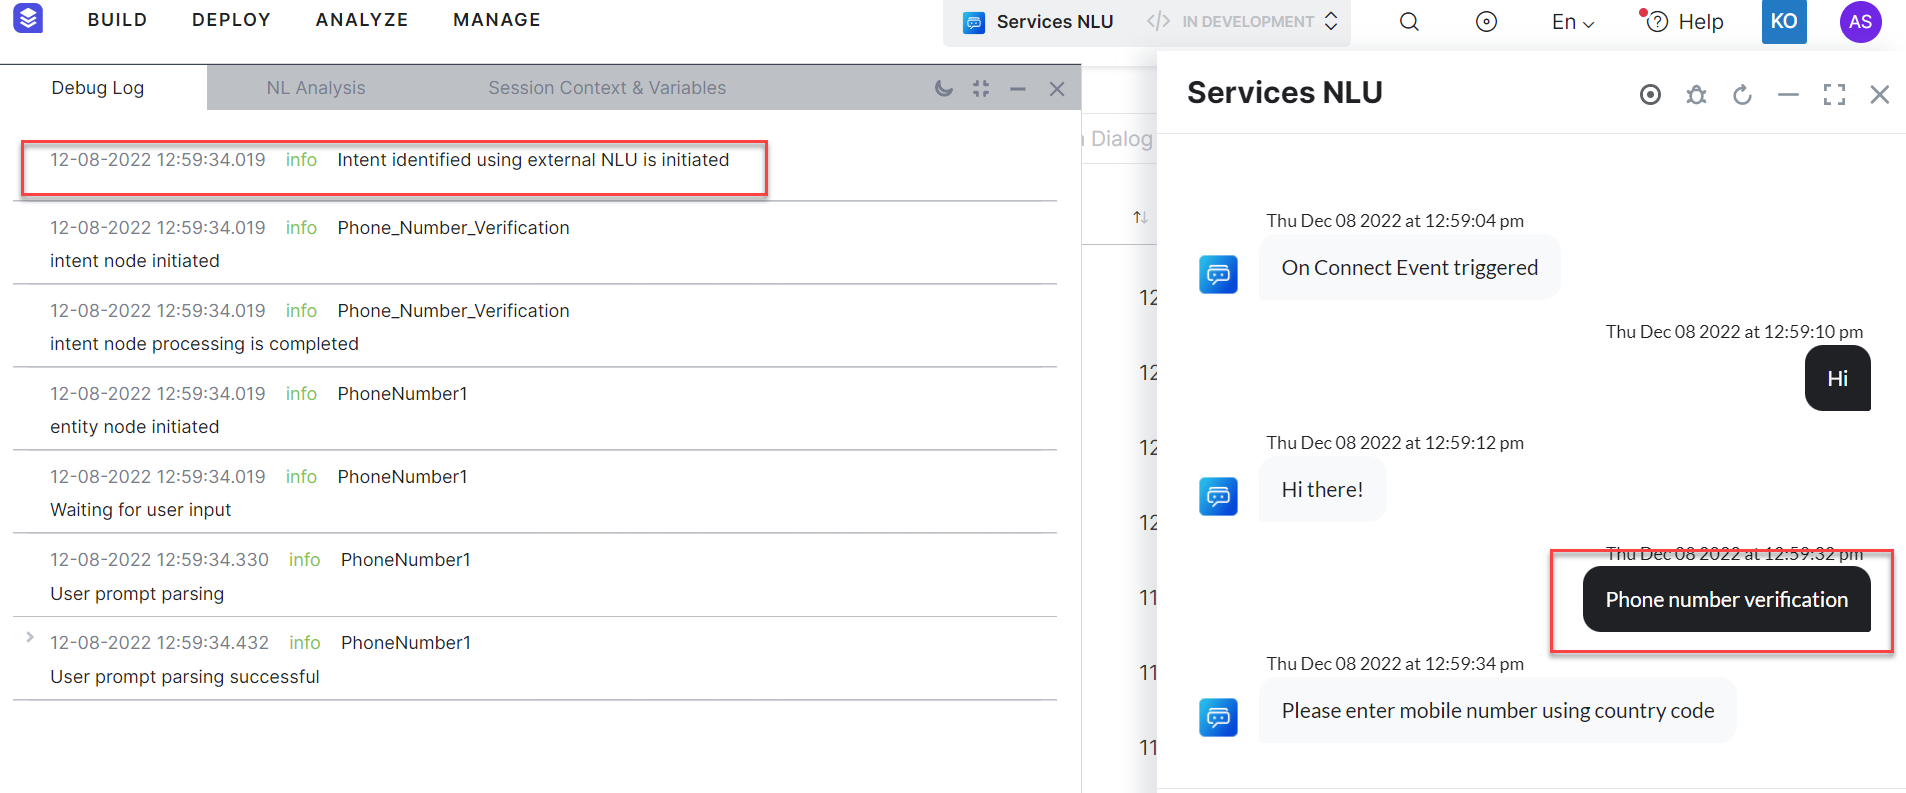 BUILD DEPLOY ANALYZE MANAGE Services NLU </> IN DEVELOPMENT En Help KO AS
Debug Log NL Analysis Session Context & Variables
12-08-2022 12:59:34.019 info Intent identified using external NLU is initiated
12-08-2022 12:59:34.019 info Phone_Number_Verification
intent node initiated
12-08-2022 12:59:34.019 info Phone_Number_Verification
intent node processing is completed
12-08-2022 12:59:34.019 info PhoneNumber1
entity node initiated
12-08-2022 12:59:34.019 info PhoneNumber1
Waiting for user input
12-08-2022 12:59:34.330 info PhoneNumber1
User prompt parsing
12-08-2022 12:59:34.432 info PhoneNumber1
User prompt parsing successful
Dialog
12
12
12
12
11
11
11
Services NLU
Thu Dec 08 2022 at 12:59:04 pm
On Connect Event triggered
Thu Dec 08 2022 at 12:59:10 pm
Hi
Thu Dec 08 2022 at 12:59:12 pm
Hi there!
Thu Dec 08 2022 at 12:59:32 pm
Phone number verification
Thu Dec 08 2022 at 12:59:34 pm
Please enter mobile number using country code